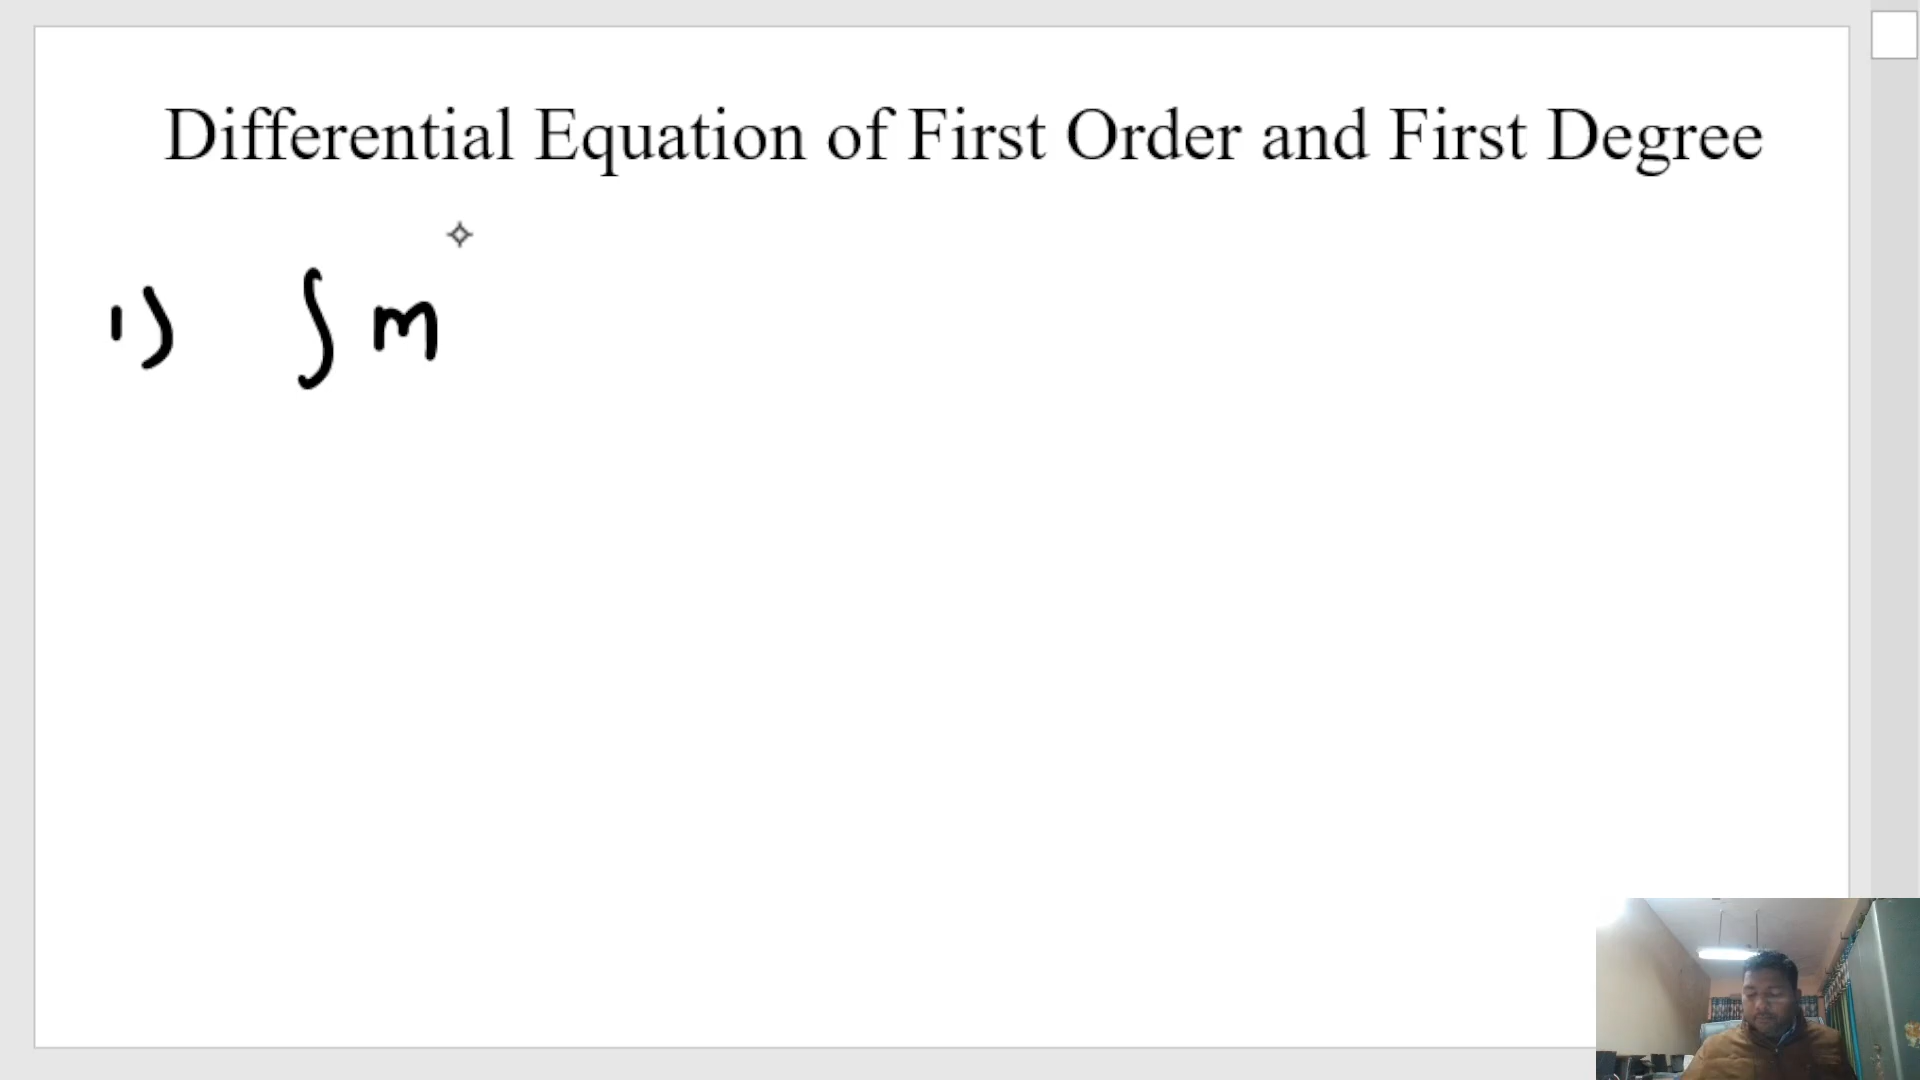 Differential Equation of First Order and First Degree
1) ∫ m